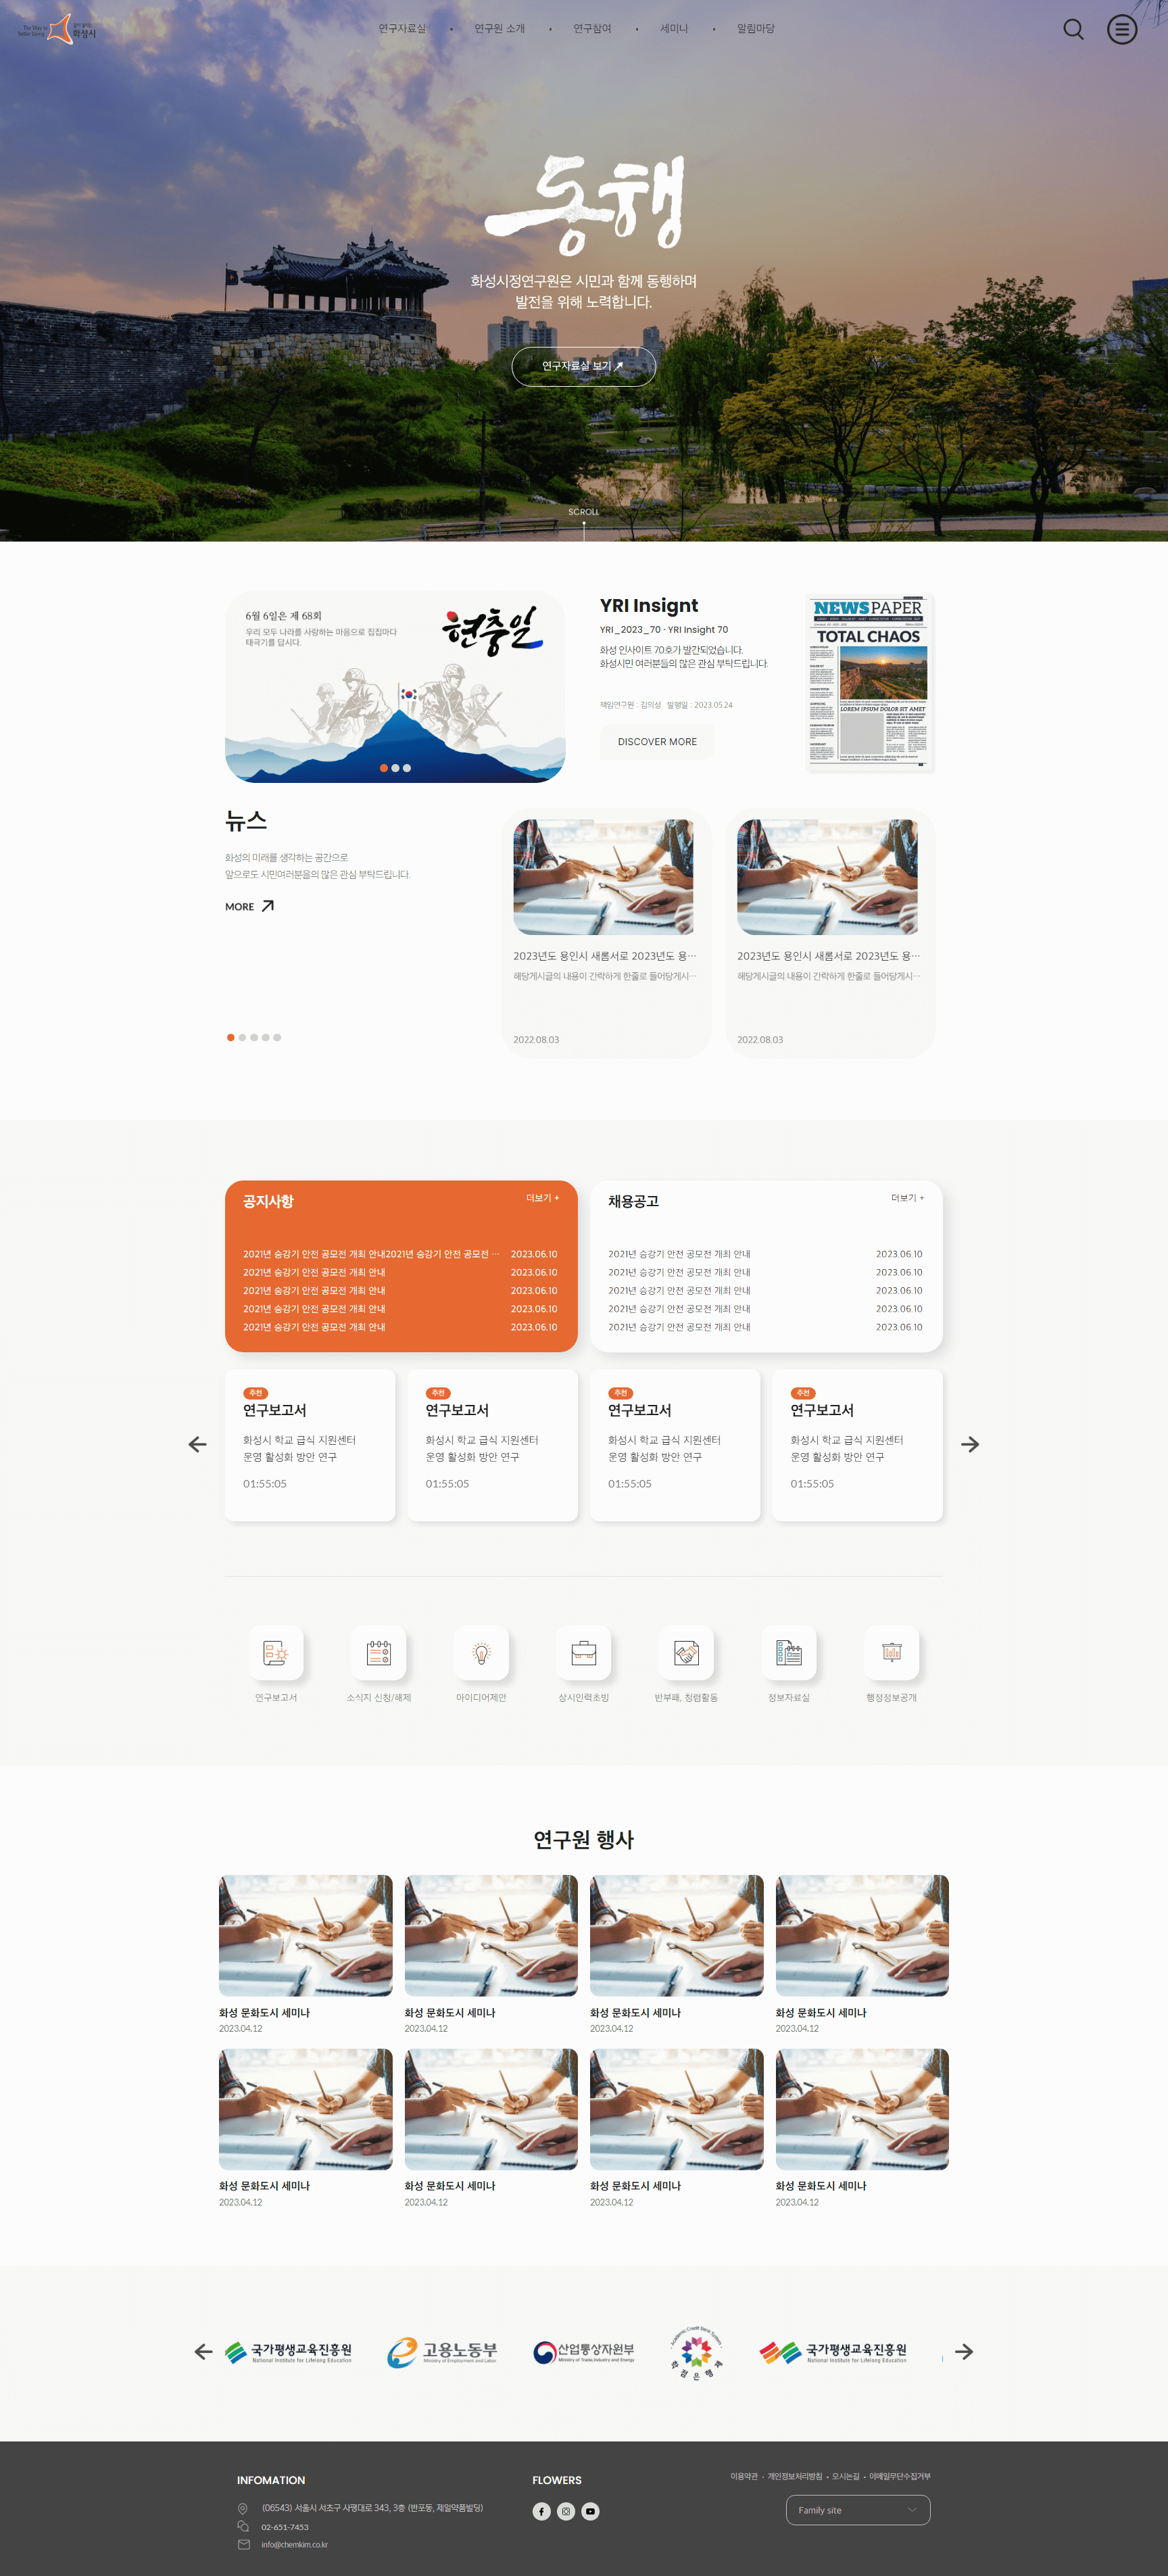 The Way to
Better Living
화성시
연구자료실 • 연구원 소개 • 연구참여 • 세미나 • 알림마당
동행
화성시정연구원은 시민과 함께 동행하며
발전을 위해 노력합니다.
연구자료실 보기
SCROLL
6월 6일은 제 68회
우리 모두 나라를 사랑하는 마음으로 집집마다
태극기를 답시다.
현충일
YRI Insignt
YRI_2023_70 · YRI Insight 70
화성 인사이트 70호가 발간되었습니다.
화성시민 여러분들의 많은 관심 부탁드립니다.
책임연구원 : 김의성 발행일 : 2023.05.24
DISCOVER MORE
NEWSPAPER
TOTAL CHAOS
LOREM IPSUM DOLOR SIT AMET
뉴스
화성의 미래를 생각하는 공간으로
앞으로도 시민여러분을의 많은 관심 부탁드립니다.
MORE
2023년도 용인시 새롬서로 2023년도 용…
해당게시글의 내용이 간략하게 한줄로 들어당게시…
2022.08.03
2023년도 용인시 새롬서로 2023년도 용…
해당게시글의 내용이 간략하게 한줄로 들어당게시…
2022.08.03
공지사항
더보기 +
2021년 승강기 안전 공모전 개최 안내2021년 승강기 안전 공모전 … 2023.06.10
2021년 승강기 안전 공모전 개최 안내 2023.06.10
2021년 승강기 안전 공모전 개최 안내 2023.06.10
2021년 승강기 안전 공모전 개최 안내 2023.06.10
2021년 승강기 안전 공모전 개최 안내 2023.06.10
채용공고
더보기 +
2021년 승강기 안전 공모전 개최 안내 2023.06.10
2021년 승강기 안전 공모전 개최 안내 2023.06.10
2021년 승강기 안전 공모전 개최 안내 2023.06.10
2021년 승강기 안전 공모전 개최 안내 2023.06.10
2021년 승강기 안전 공모전 개최 안내 2023.06.10
추천
연구보고서
화성시 학교 급식 지원센터
운영 활성화 방안 연구
01:55:05
추천
연구보고서
화성시 학교 급식 지원센터
운영 활성화 방안 연구
01:55:05
추천
연구보고서
화성시 학교 급식 지원센터
운영 활성화 방안 연구
01:55:05
추천
연구보고서
화성시 학교 급식 지원센터
운영 활성화 방안 연구
01:55:05
연구보고서
소식지 신청/해제
아이디어제안
상시인력초빙
반부패, 청렴활동
정보자료실
행정정보공개
연구원 행사
화성 문화도시 세미나
2023.04.12
화성 문화도시 세미나
2023.04.12
화성 문화도시 세미나
2023.04.12
화성 문화도시 세미나
2023.04.12
화성 문화도시 세미나
2023.04.12
화성 문화도시 세미나
2023.04.12
화성 문화도시 세미나
2023.04.12
화성 문화도시 세미나
2023.04.12
국가평생교육진흥원
National Institute for Lifelong Education
고용노동부
Ministry of Employment and Labor
산업통상자원부
Ministry of Trade, Industry and Energy
Academic Credit Bank System
학점은행제
국가평생교육진흥원
National Institute for Lifelong Education
INFOMATION
(06543) 서울시 서초구 사평대로 343, 3층 (반포동, 제일약품빌딩)
02-651-7453
info@chemkim.co.kr
FLOWERS
이용약관 • 개인정보처리방침 • 오시는길 • 이메일무단수집거부
Family site